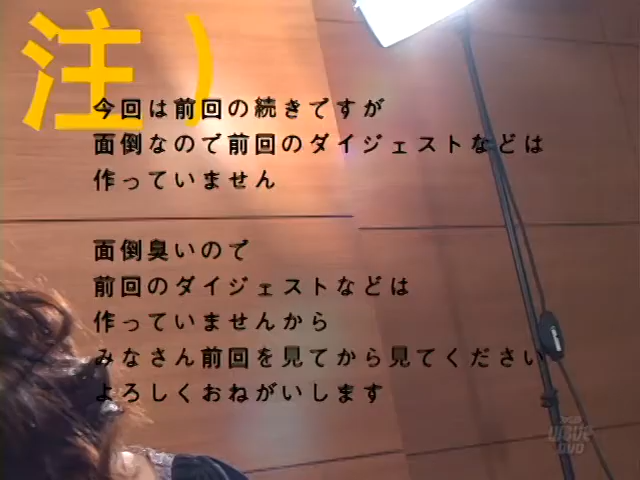 注）
今回は前回の続きですが
面倒なので前回のダイジェストなどは
作っていません
面倒臭いので
前回のダイジェストなどは
作っていませんから
みなさん前回を見てから見てください
よろしくおねがいします
DVD